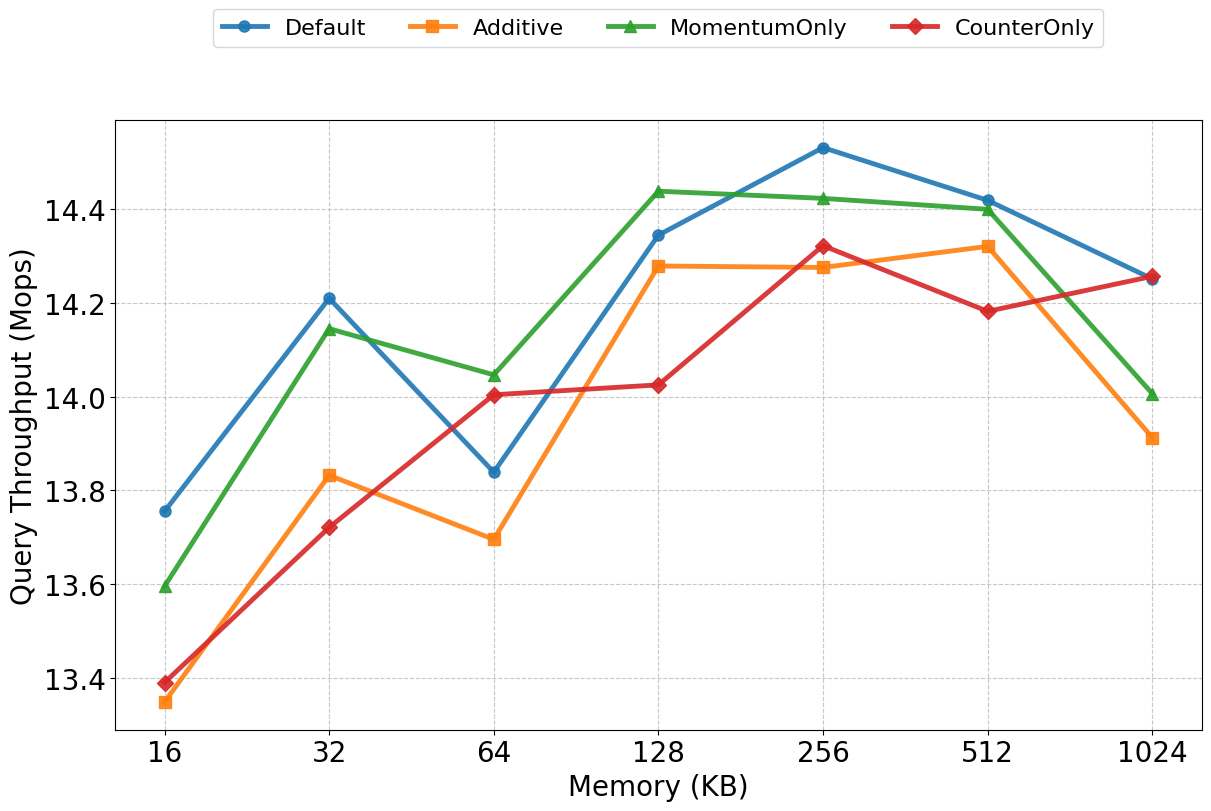 Default Additive MomentumOnly CounterOnly
Query Throughput (Mops)
14.4
14.2
14.0
13.8
13.6
13.4
16 32 64 128 256 512 1024
Memory (KB)